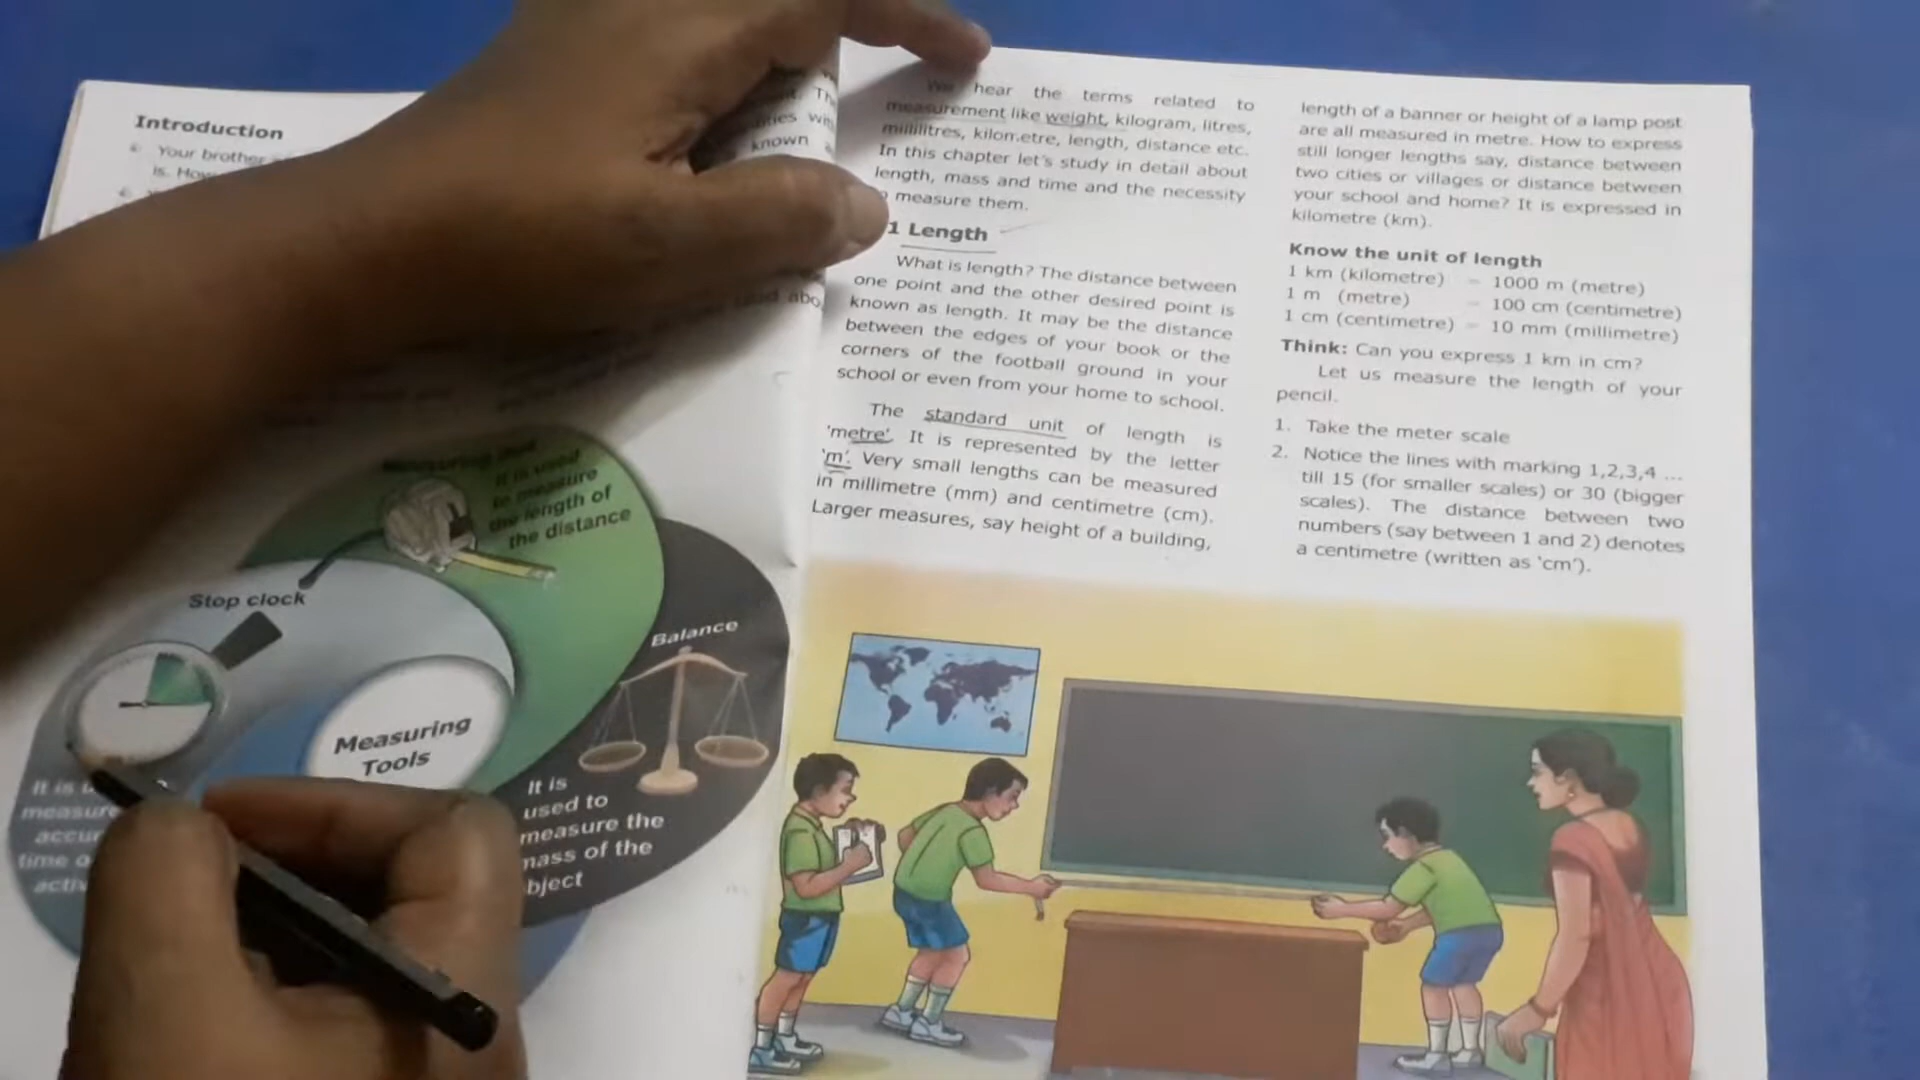 Introduction
Your brother
is. How
known
We hear the terms related to
measurement like weight, kilogram, litres,
millilitres, kilometre, length, distance etc.
In this chapter let's study in detail about
length, mass and time and the necessity
measure them.
1 Length
What is length? The distance between
one point and the other desired point is
known as length. It may be the distance
between the edges of your book or the
corners of the football ground in your
school or even from your home to school.
The standard unit of length is
'metre'. It is represented by the letter
'm'. Very small lengths can be measured
in millimetre (mm) and centimetre (cm).
Larger measures, say height of a building,
length of a banner or height of a lamp post
are all measured in metre. How to express
still longer lengths say, distance between
two cities or villages or distance between
your school and home? It is expressed in
kilometre (km).
Know the unit of length
1 km (kilometre) = 1000 m (metre)
1 m (metre) = 100 cm (centimetre)
1 cm (centimetre) = 10 mm (millimetre)
Think: Can you express 1 km in cm?
Let us measure the length of your
pencil.
1. Take the meter scale
2. Notice the lines with marking 1,2,3,4 ...
till 15 (for smaller scales) or 30 (bigger
scales). The distance between two
numbers (say between 1 and 2) denotes
a centimetre (written as 'cm').
It is used
to measure
the length of
the distance
Stop clock
It is
measure
time
Balance
It is
used to
measure the
mass of the
bject
Measuring
Tools